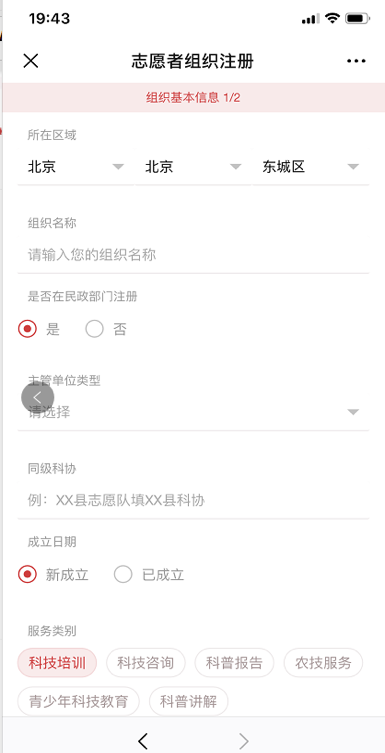 19:43
志愿者组织注册
组织基本信息 1/2
所在区域
北京 北京 东城区
组织名称
请输入您的组织名称
是否在民政部门注册
是 否
主管单位类型
请选择
同级科协
例：XX县志愿队填XX县科协
成立日期
新成立 已成立
服务类别
科技培训 科技咨询 科普报告 农技服务
青少年科技教育 科普讲解